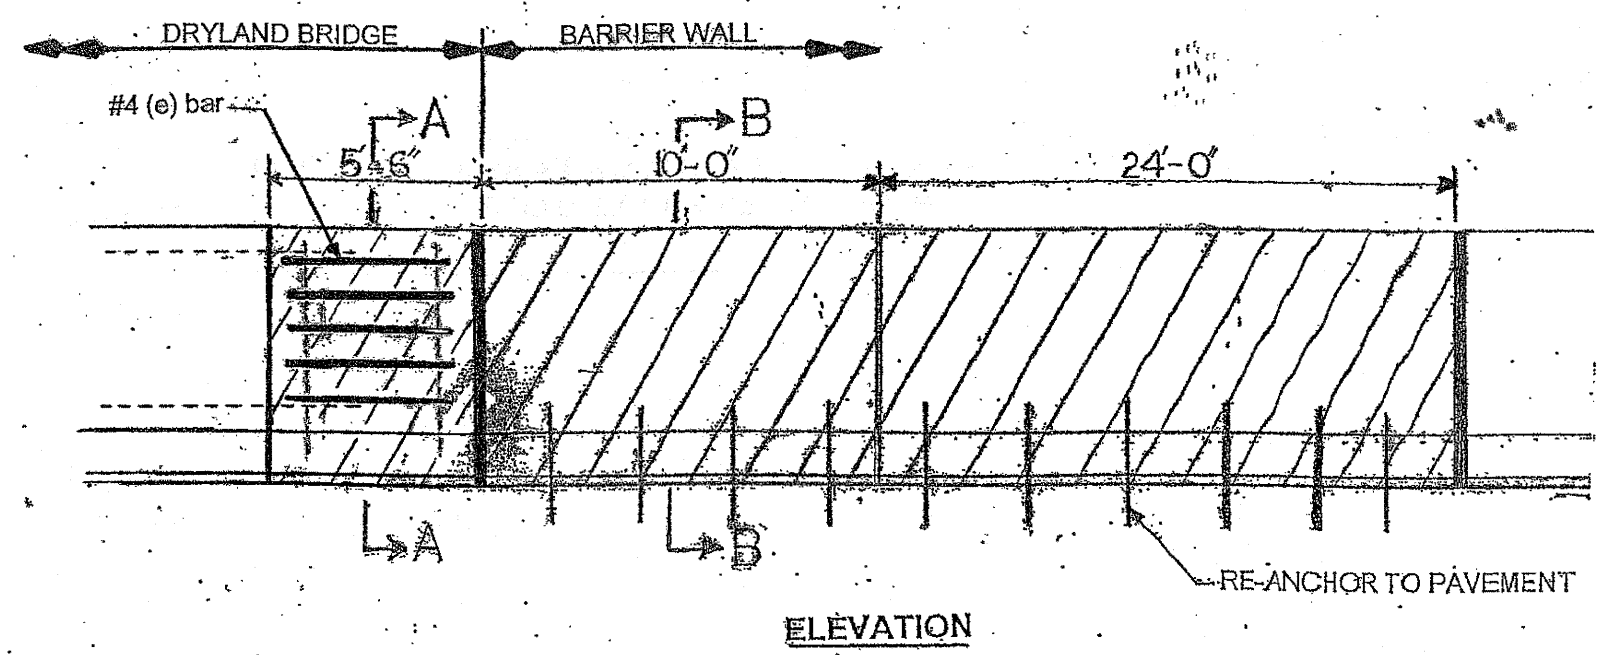 DRYLAND BRIDGE
BARRIER WALL
#4 (e) bar
A
B
5'-6"
10'-0"
24'-0"
A
B
RE-ANCHOR TO PAVEMENT
ELEVATION